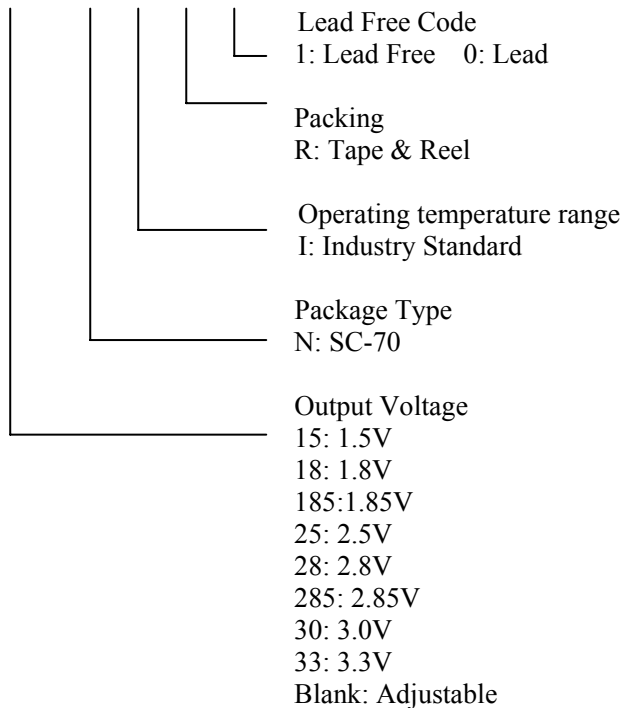 Lead Free Code
1: Lead Free 0: Lead
Packing
R: Tape & Reel
Operating temperature range
I: Industry Standard
Package Type
N: SC-70
Output Voltage
15: 1.5V
18: 1.8V
185:1.85V
25: 2.5V
28: 2.8V
285: 2.85V
30: 3.0V
33: 3.3V
Blank: Adjustable